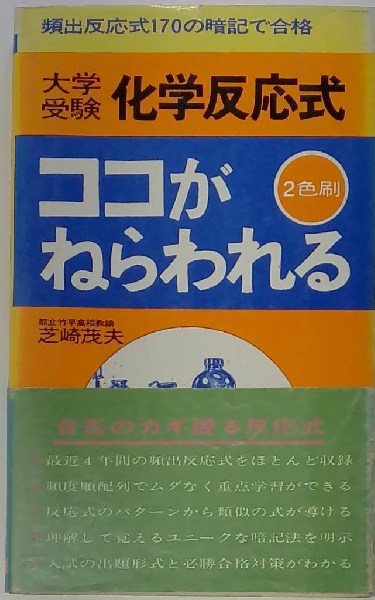 頻出反応式170の暗記で合格
大学
受験
化学反応式
ココが
ねらわれる
2色刷
都立竹早高校教諭
芝崎茂夫
合否のカギ握る反応式
最近4年間の頻出反応式をほとんど収録
頻度順配列でムダなく重点学習ができる
反応式のパターンから類似の式が導ける
理解して覚えるユニークな暗記法を明示
入試の出題形式と必勝合格対策がわかる